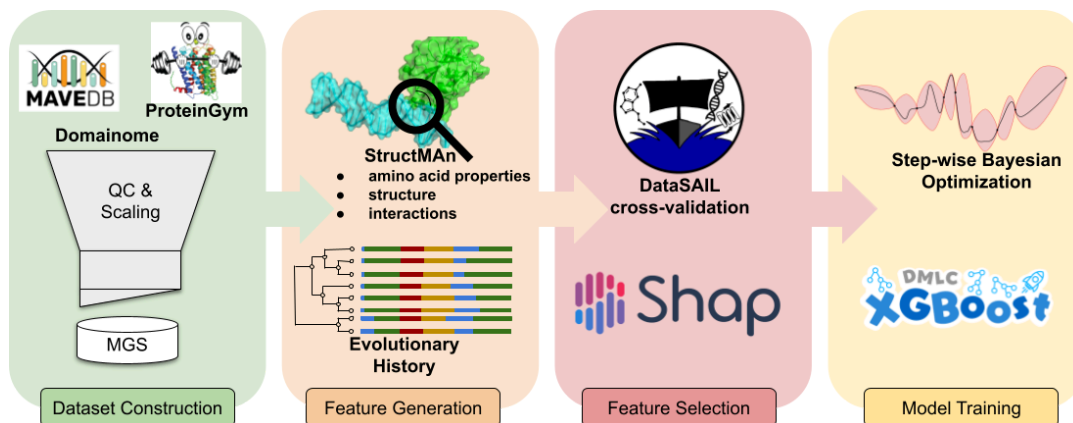 MAVEDB
ProteinGym
Domainome
QC &
Scaling
MGS
Dataset Construction
StructMAn
● amino acid properties
● structure
● interactions
Evolutionary
History
Feature Generation
DataSAIL
cross-validation
Shap
Feature Selection
Step-wise Bayesian
Optimization
DMLC
XGBoost
Model Training